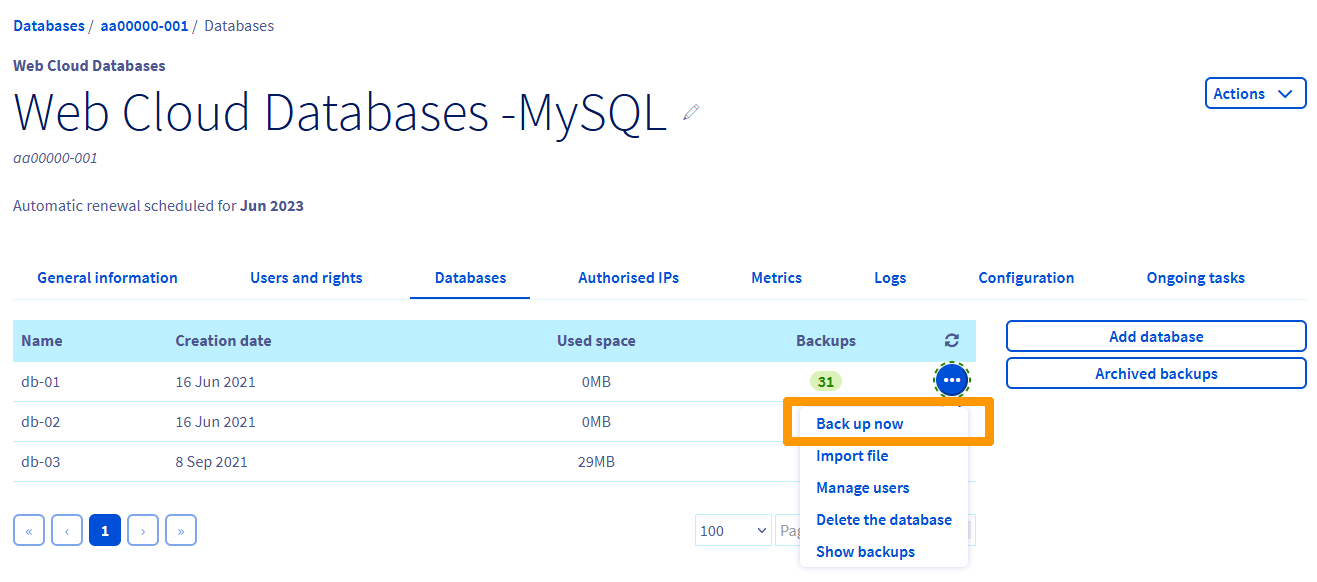 Databases / aa00000-001 / Databases
Web Cloud Databases
Web Cloud Databases -MySQL
Actions
aa00000-001
Automatic renewal scheduled for Jun 2023
General information Users and rights Databases Authorised IPs Metrics Logs Configuration Ongoing tasks
Name Creation date Used space Backups
Add database
db-01 16 Jun 2021 0MB 31 •••
Archived backups
db-02 16 Jun 2021 0MB
Back up now
Import file
db-03 8 Sep 2021 29MB
Manage users
Delete the database
Show backups
« ‹ 1 › »
100